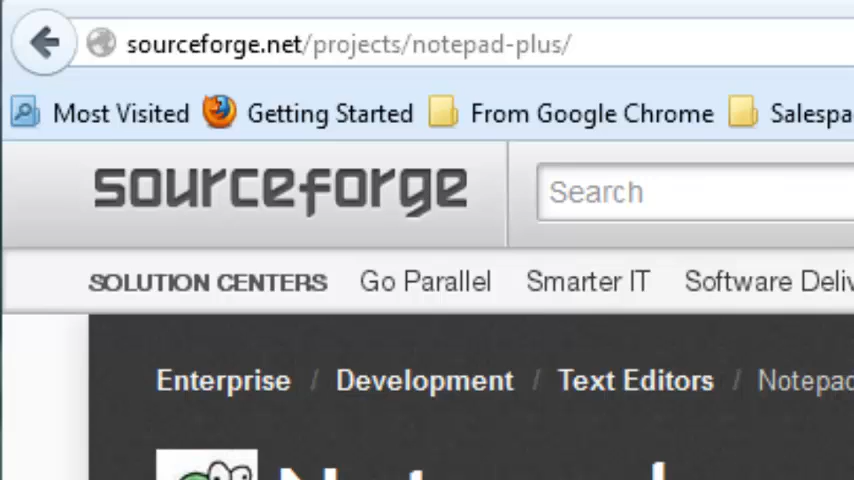 sourceforge.net/projects/notepad-plus/
Most Visited Getting Started From Google Chrome
sourceforge
Search
SOLUTION CENTERS Go Parallel Smarter IT Software
Enterprise / Development / Text Editors /